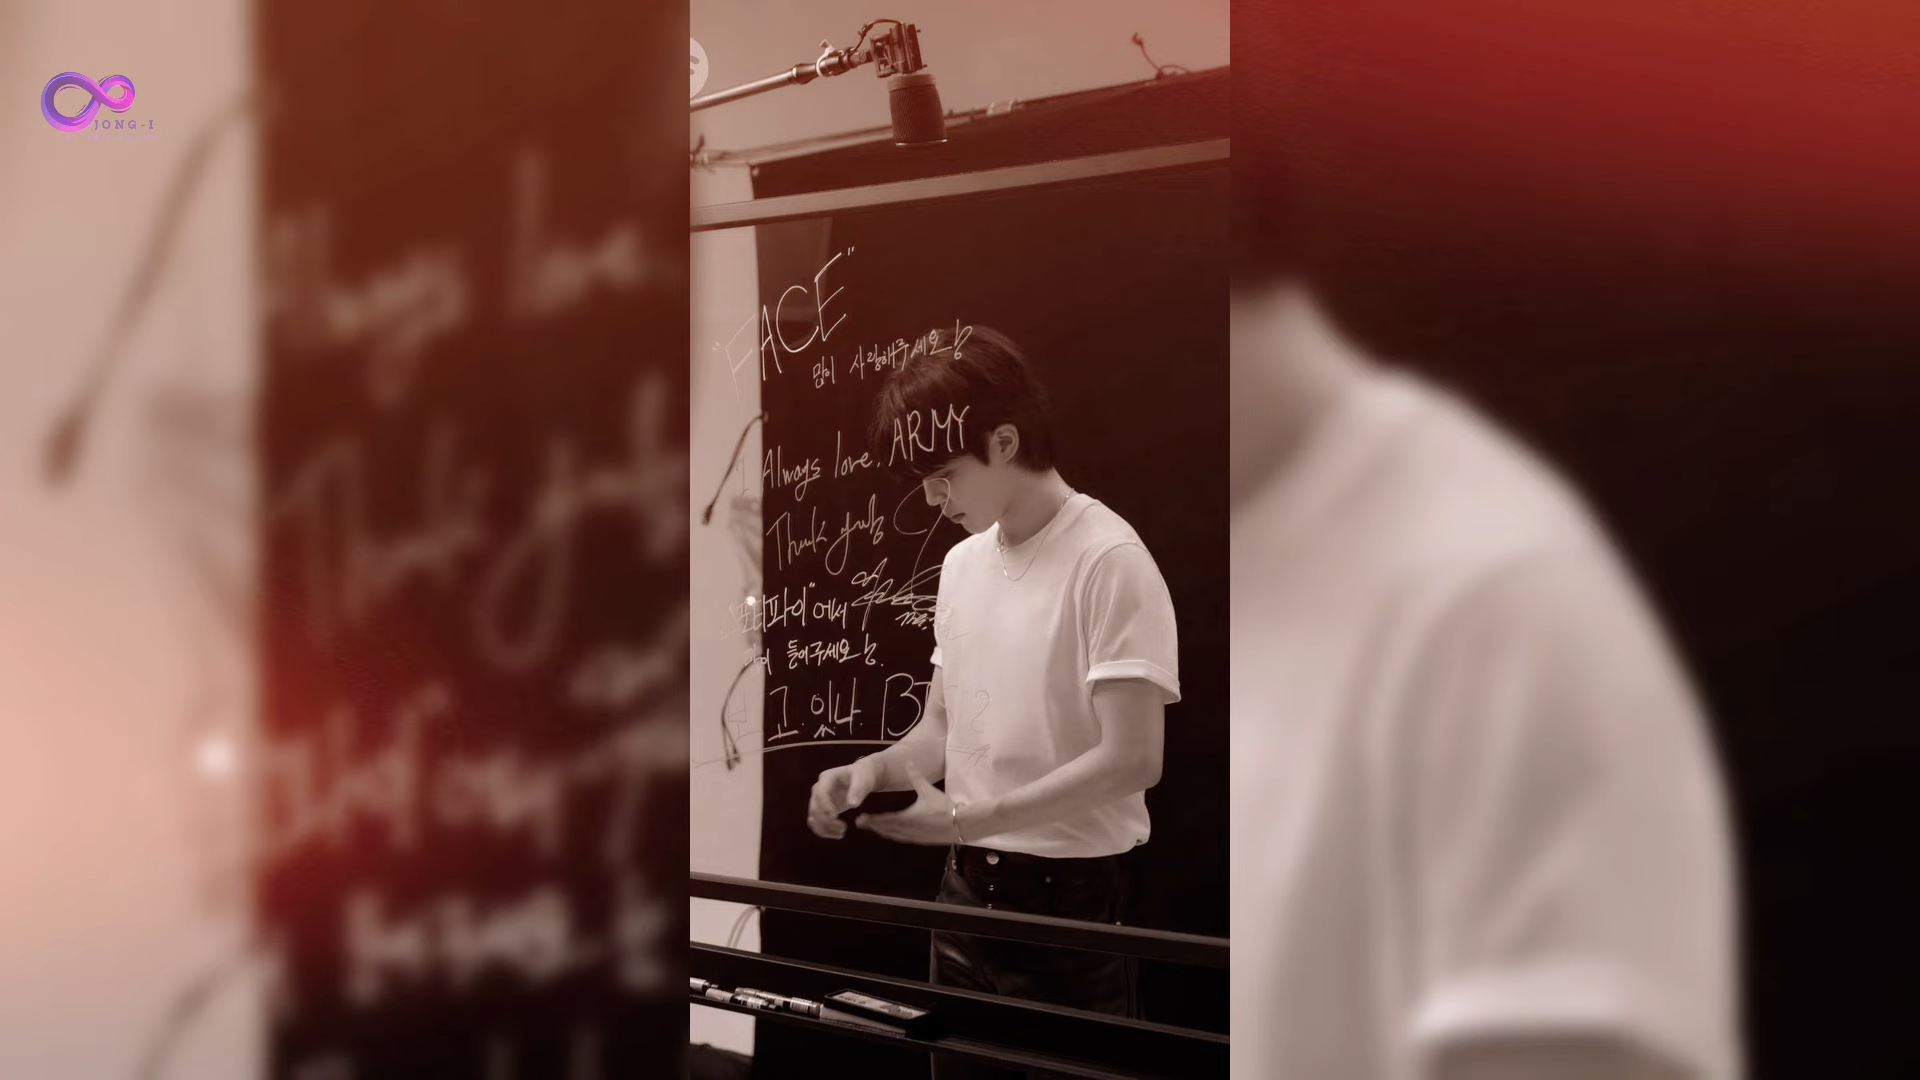 JONG-I
"FACE"
많이 사랑해주세요
I Always love, ARMY
Thank you
스포티파이"에서
많이 들어주세요
보고.있나.